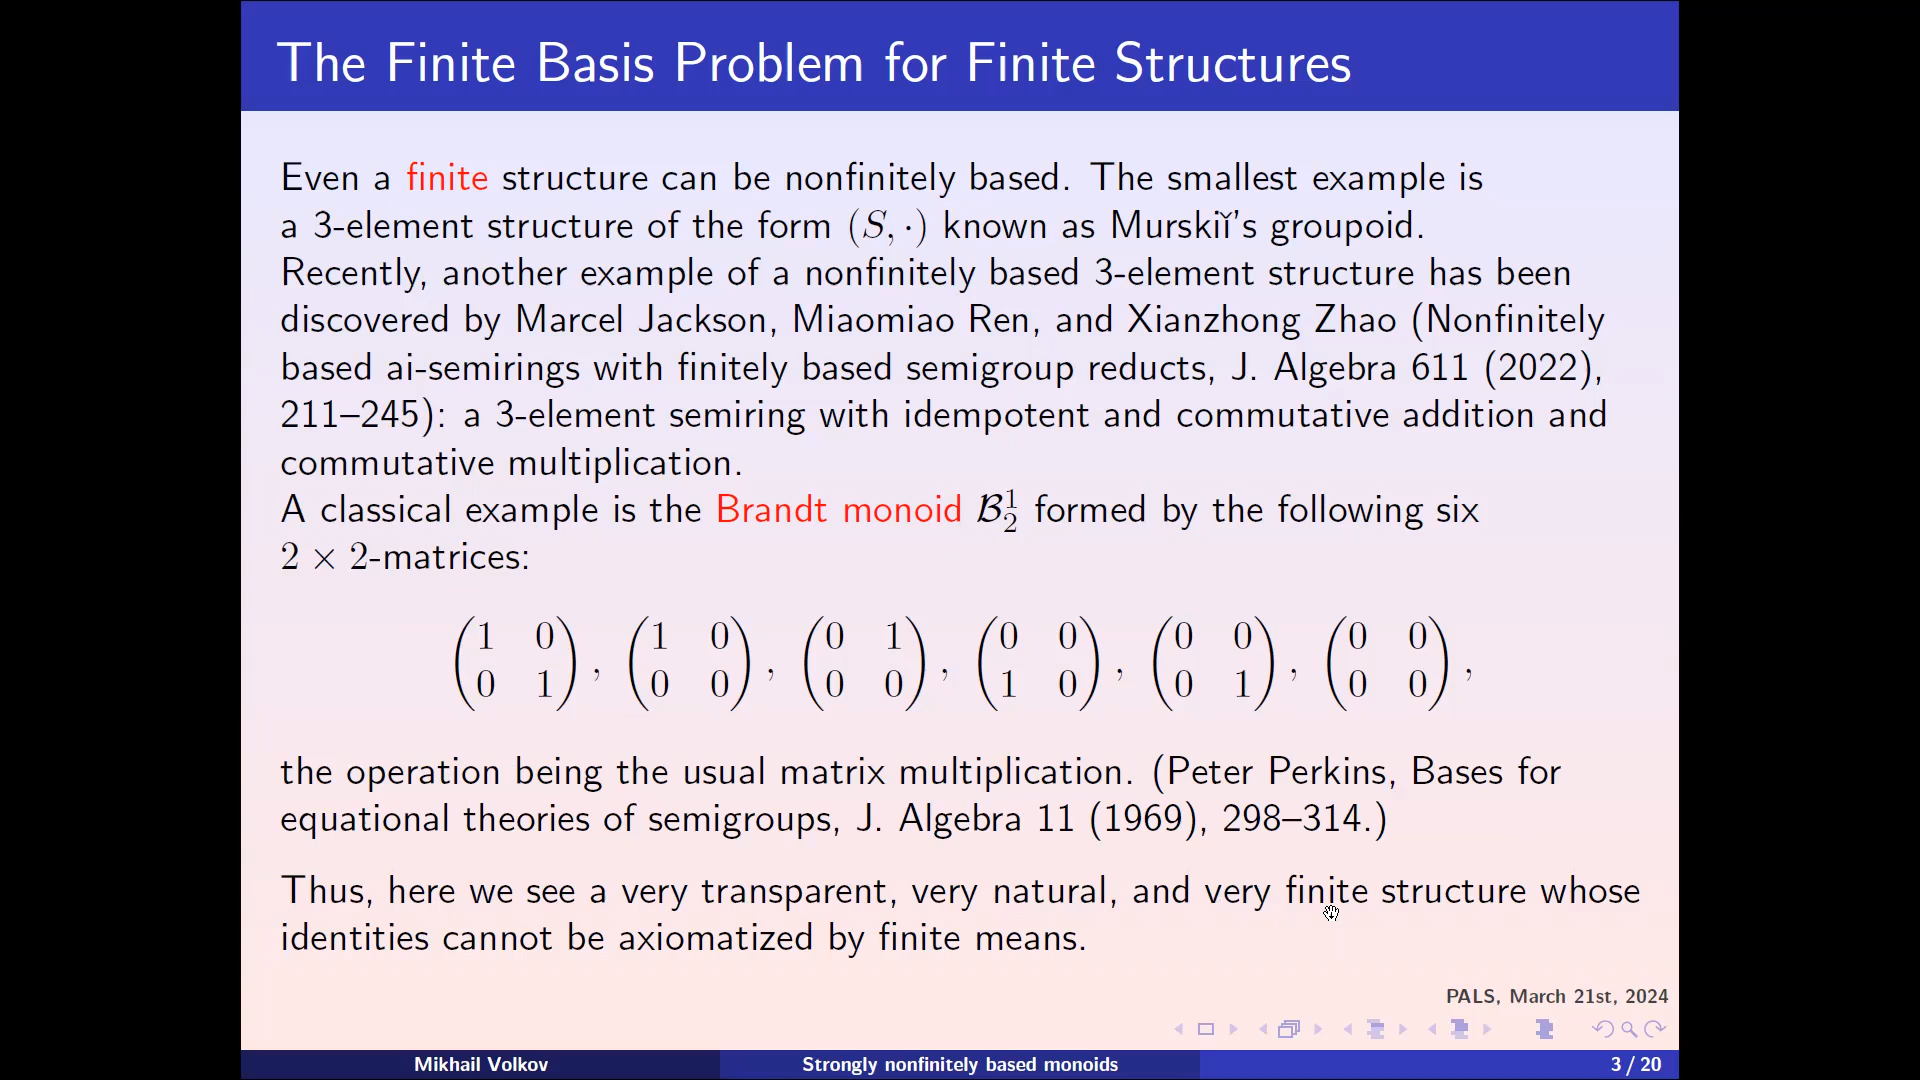 The Finite Basis Problem for Finite Structures
Even a finite structure can be nonfinitely based. The smallest example is
a 3-element structure of the form (S, ·) known as Murskiĭ's groupoid.
Recently, another example of a nonfinitely based 3-element structure has been
discovered by Marcel Jackson, Miaomiao Ren, and Xianzhong Zhao (Nonfinitely
based ai-semirings with finitely based semigroup reducts, J. Algebra 611 (2022),
211–245): a 3-element semiring with idempotent and commutative addition and
commutative multiplication.
A classical example is the Brandt monoid 𝓑₂¹ formed by the following six
2 × 2-matrices:
(1 0 / 0 1), (1 0 / 0 0), (0 1 / 0 0), (0 0 / 1 0), (0 0 / 0 1), (0 0 / 0 0),
the operation being the usual matrix multiplication. (Peter Perkins, Bases for
equational theories of semigroups, J. Algebra 11 (1969), 298–314.)
Thus, here we see a very transparent, very natural, and very finite structure whose
identities cannot be axiomatized by finite means.
PALS, March 21st, 2024
Mikhail Volkov Strongly nonfinitely based monoids 3 / 20